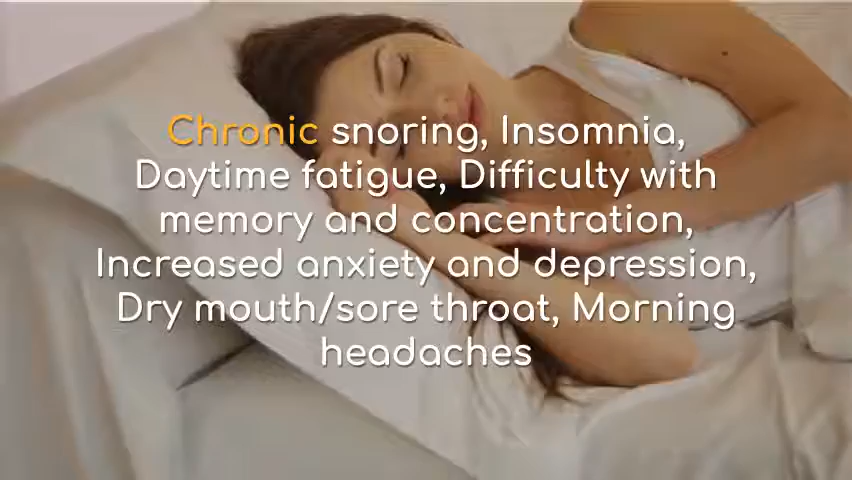 Chronic snoring, Insomnia,
Daytime fatigue, Difficulty with
memory and concentration,
Increased anxiety and depression,
Dry mouth/sore throat, Morning
headaches